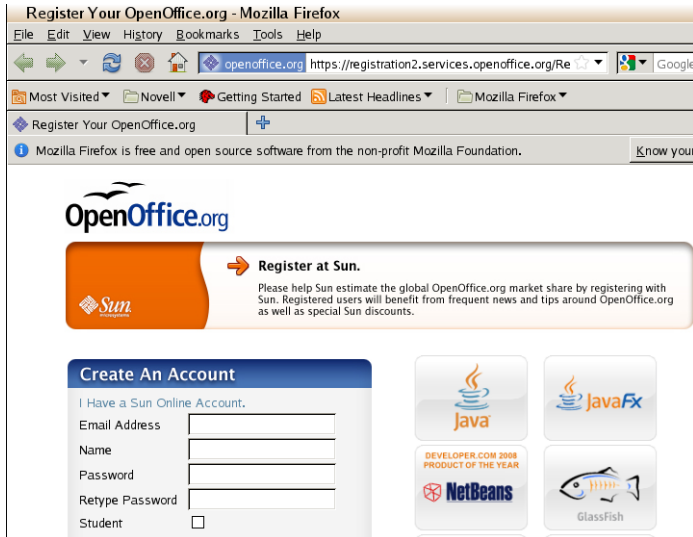 Register Your OpenOffice.org - Mozilla Firefox
File Edit View History Bookmarks Tools Help
openoffice.org https://registration2.services.openoffice.org/Re Google
Most Visited Novell Getting Started Latest Headlines Mozilla Firefox
Register Your OpenOffice.org
Mozilla Firefox is free and open source software from the non-profit Mozilla Foundation. Know your
OpenOffice.org
Register at Sun.
Please help Sun estimate the global OpenOffice.org market share by registering with
Sun. Registered users will benefit from frequent news and tips around OpenOffice.org
as well as special Sun discounts.
Sun
microsystems
Create An Account
I Have a Sun Online Account.
Email Address
Name
Password
Retype Password
Student
Java
JavaFx
DEVELOPER.COM 2008
PRODUCT OF THE YEAR
NetBeans
GlassFish